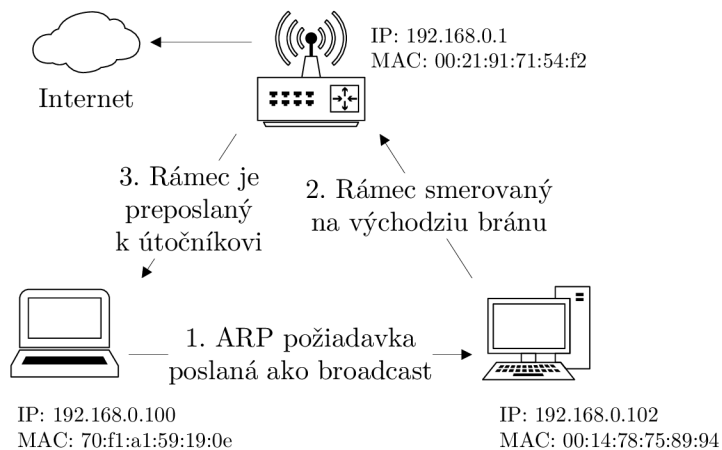 IP: 192.168.0.1
MAC: 00:21:91:71:54:f2
Internet
3. Rámec je
preposlaný
k útočníkovi
2. Rámec smerovaný
na východziu bránu
1. ARP požiadavka
poslaná ako broadcast
IP: 192.168.0.100
MAC: 70:f1:a1:59:19:0e
IP: 192.168.0.102
MAC: 00:14:78:75:89:94